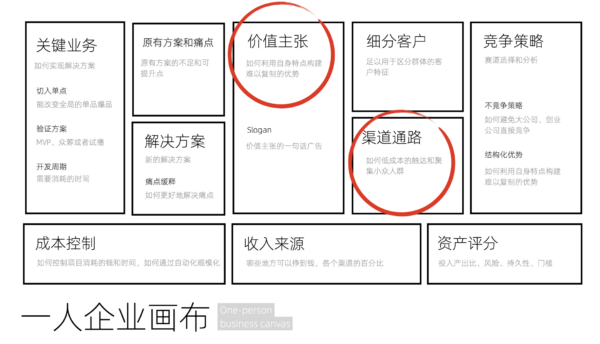 关键业务
如何实现解决方案
切入单点
能改变全局的单品爆品
验证方案
MVP、众筹或者试播
开发周期
需要消耗的时间
原有方案和痛点
原有方案的不足和可
提升点
解决方案
新的解决方案
痛点缓释
如何更好地解决痛点
价值主张
如何利用自身特点构建
难以复制的优势
Slogan
价值主张的一句话广告
细分客户
足以用于区分群体的客
户特征
渠道通路
如何低成本的触达和聚
集小众人群
竞争策略
赛道选择和分析
不竞争策略
如何避免大公司、创业
公司直接竞争
结构化优势
如何利用自身特点构建
难以复制的优势
成本控制
如何控制项目消耗的钱和时间、如何通过自动化规模化
收入来源
哪些地方可以挣到钱、各个渠道的百分比
资产评分
投入产出比、风险、持久性、门槛
一人企业画布
One-person
business canvas